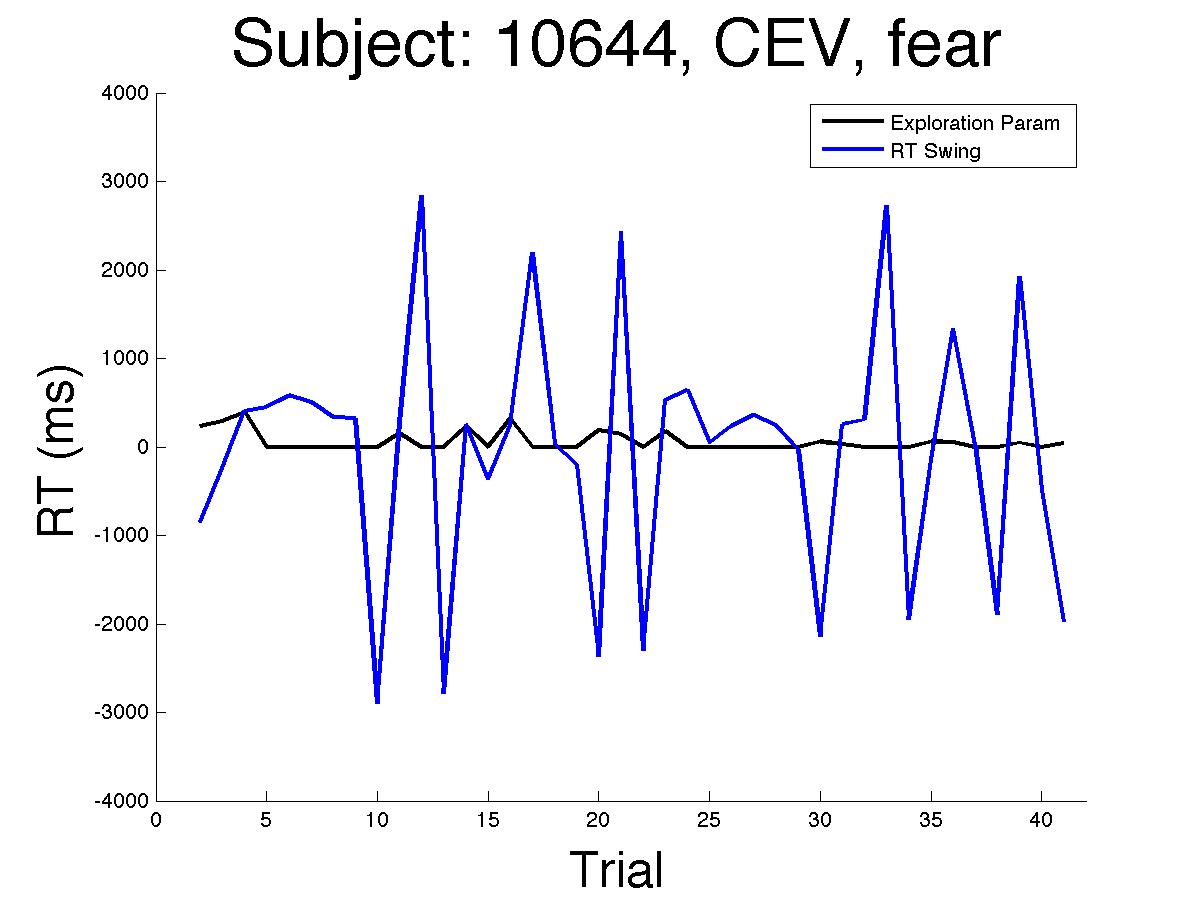 Subject: 10644, CEV, fear
4000
3000
2000
1000
0
-1000
-2000
-3000
-4000
RT (ms)
Exploration Param
RT Swing
0 5 10 15 20 25 30 35 40
Trial